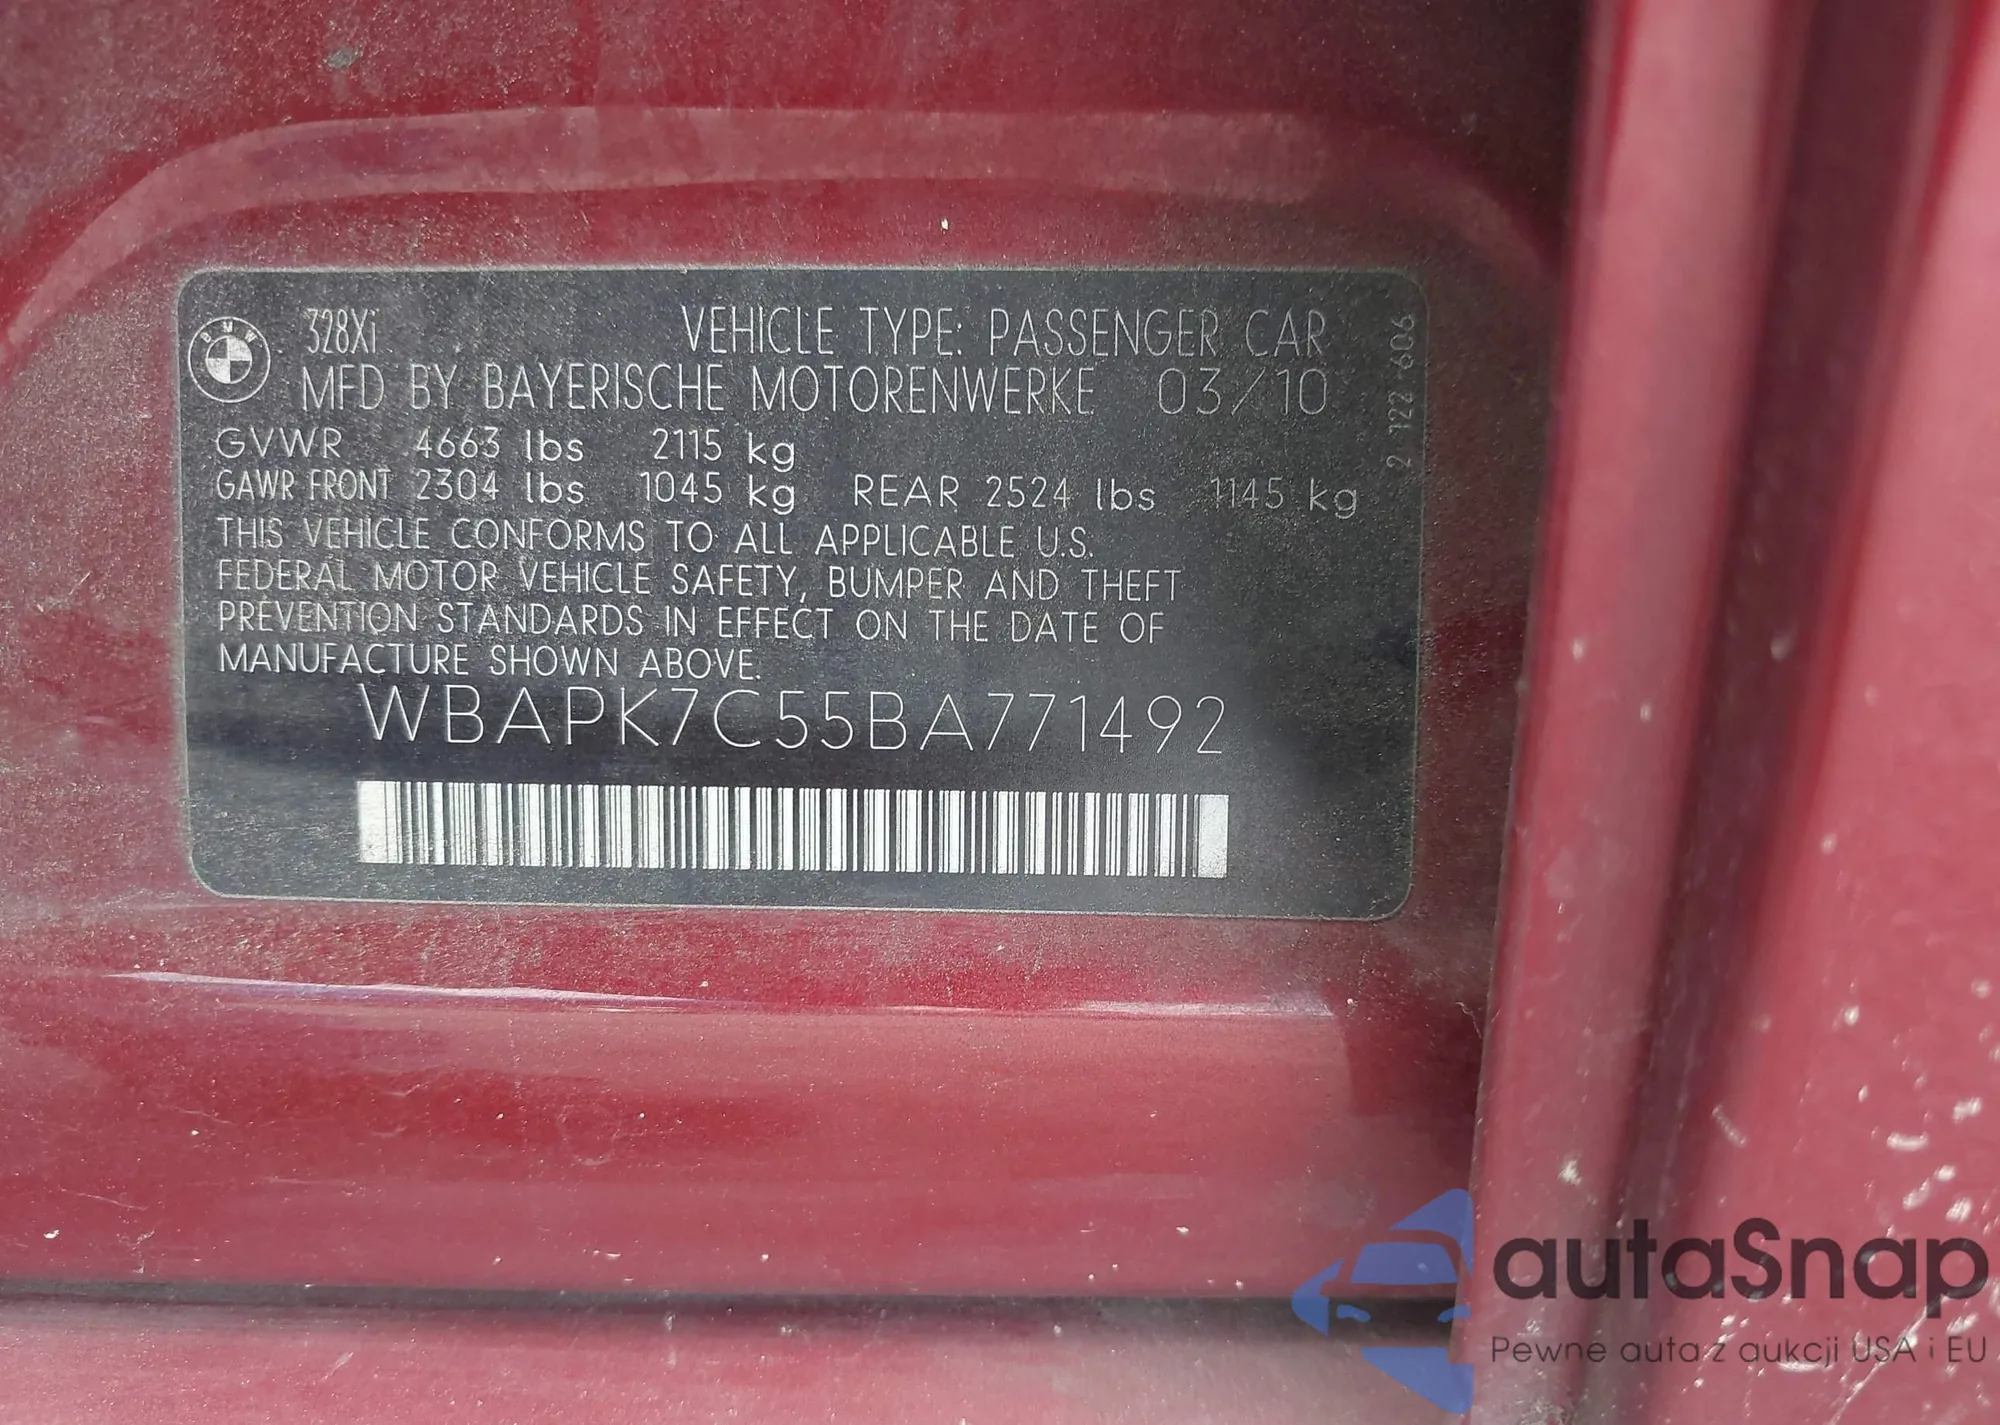 BMW
328Xi
VEHICLE TYPE: PASSENGER CAR
MFD BY BAYERISCHE MOTORENWERKE 03/10
GVWR 4663 lbs 2115 kg
GAWR FRONT 2304 lbs 1045 kg REAR 2524 lbs 1145 kg
THIS VEHICLE CONFORMS TO ALL APPLICABLE U.S.
FEDERAL MOTOR VEHICLE SAFETY, BUMPER AND THEFT
PREVENTION STANDARDS IN EFFECT ON THE DATE OF
MANUFACTURE SHOWN ABOVE.
WBAPK7C55BA771492
2 122 606
autaSnap
Pewne auta z aukcji USA i EU